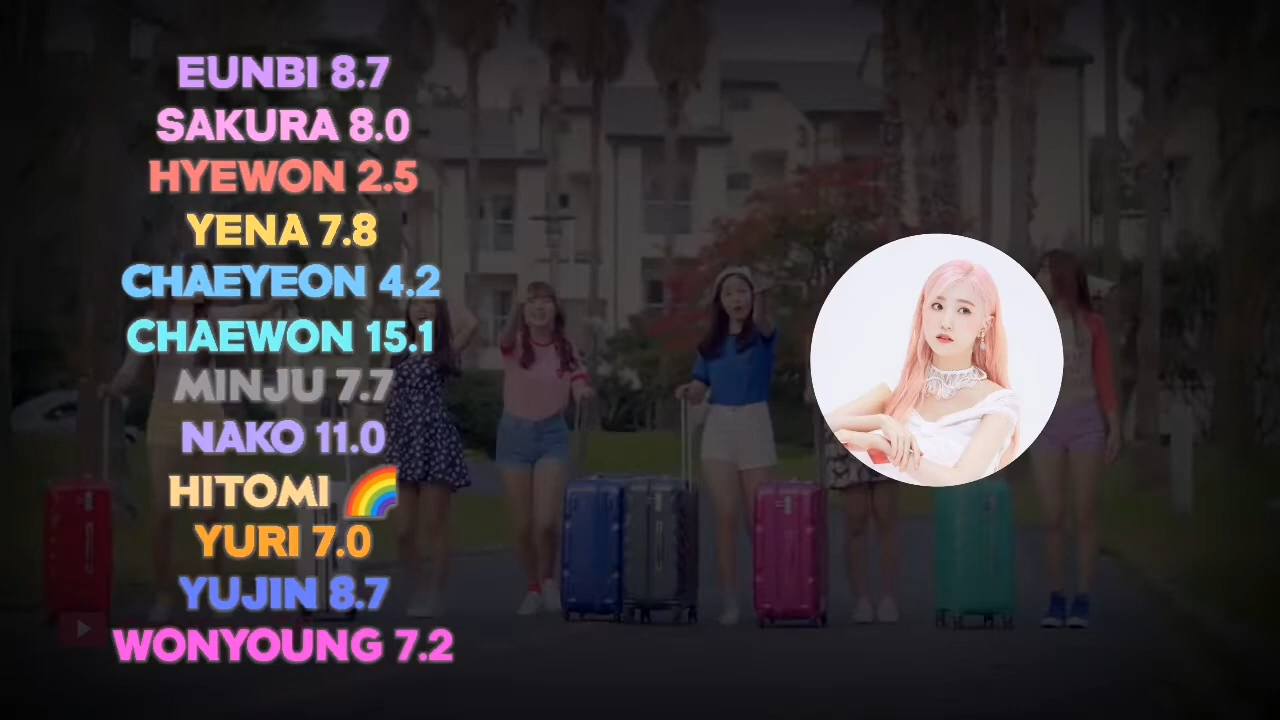 EUNBI 8.7
SAKURA 8.0
HYEWON 2.5
YENA 7.8
CHAEYEON 4.2
CHAEWON 15.1
MINJU 7.7
NAKO 11.0
HITOMI 🌈
YURI 7.0
YUJIN 8.7
WONYOUNG 7.2